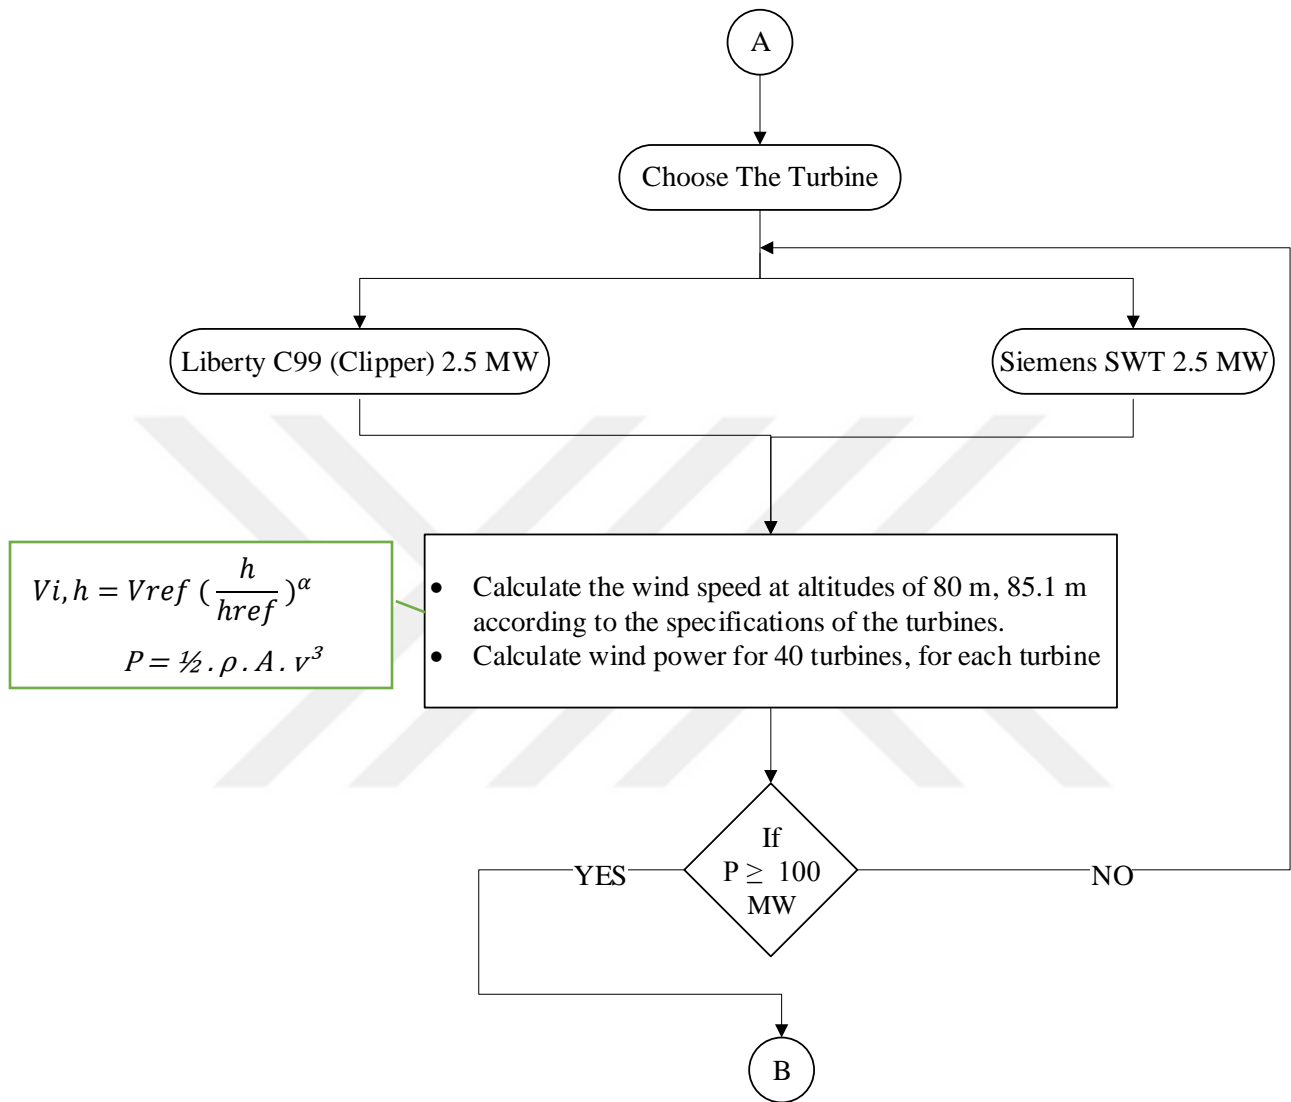 A
Choose The Turbine
Liberty C99 (Clipper) 2.5 MW
Siemens SWT 2.5 MW
Vi, h = Vref (h/href)^α
P = ½ . ρ . A . v³
• Calculate the wind speed at altitudes of 80 m, 85.1 m
according to the specifications of the turbines.
• Calculate wind power for 40 turbines, for each turbine
If
P ≥ 100
MW
YES
NO
B